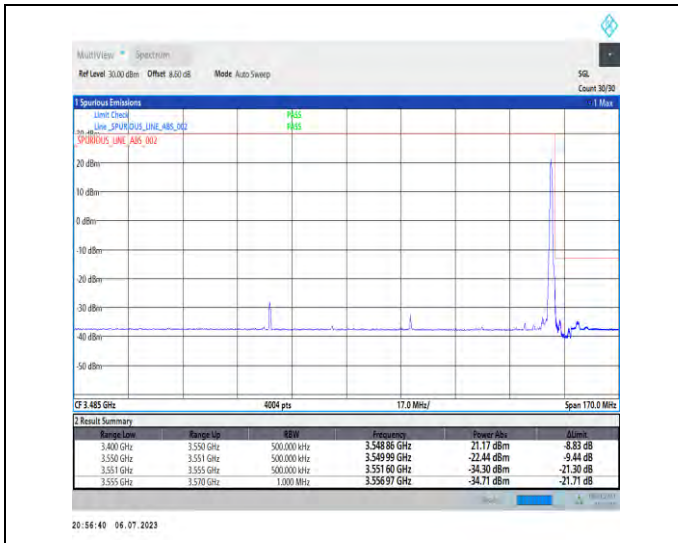 MultiView Spectrum
Ref Level 30.00 dBm Offset 8.60 dB Mode Auto Sweep SGL
Count 30/30
1 Spurious Emissions 1 Max
Limit Check PASS
Line _SPURIOUS_LINE_ABS_002 PASS
_SPURIOUS_LINE_ABS_002
20 dBm
10 dBm
0 dBm
-10 dBm
-20 dBm
-30 dBm
-40 dBm
-50 dBm
CF 3.485 GHz 4004 pts 17.0 MHz/ Span 170.0 MHz
2 Result Summary
Range Low Range Up RBW Frequency Power Abs ΔLimit
3.400 GHz 3.550 GHz 500.000 kHz 3.548 86 GHz 21.17 dBm -8.83 dB
3.550 GHz 3.551 GHz 500.000 kHz 3.549 99 GHz -22.44 dBm -9.44 dB
3.551 GHz 3.555 GHz 500.000 kHz 3.551 60 GHz -34.30 dBm -21.30 dB
3.555 GHz 3.570 GHz 1.000 MHz 3.556 97 GHz -34.71 dBm -21.71 dB
20:56:40 06.07.2023